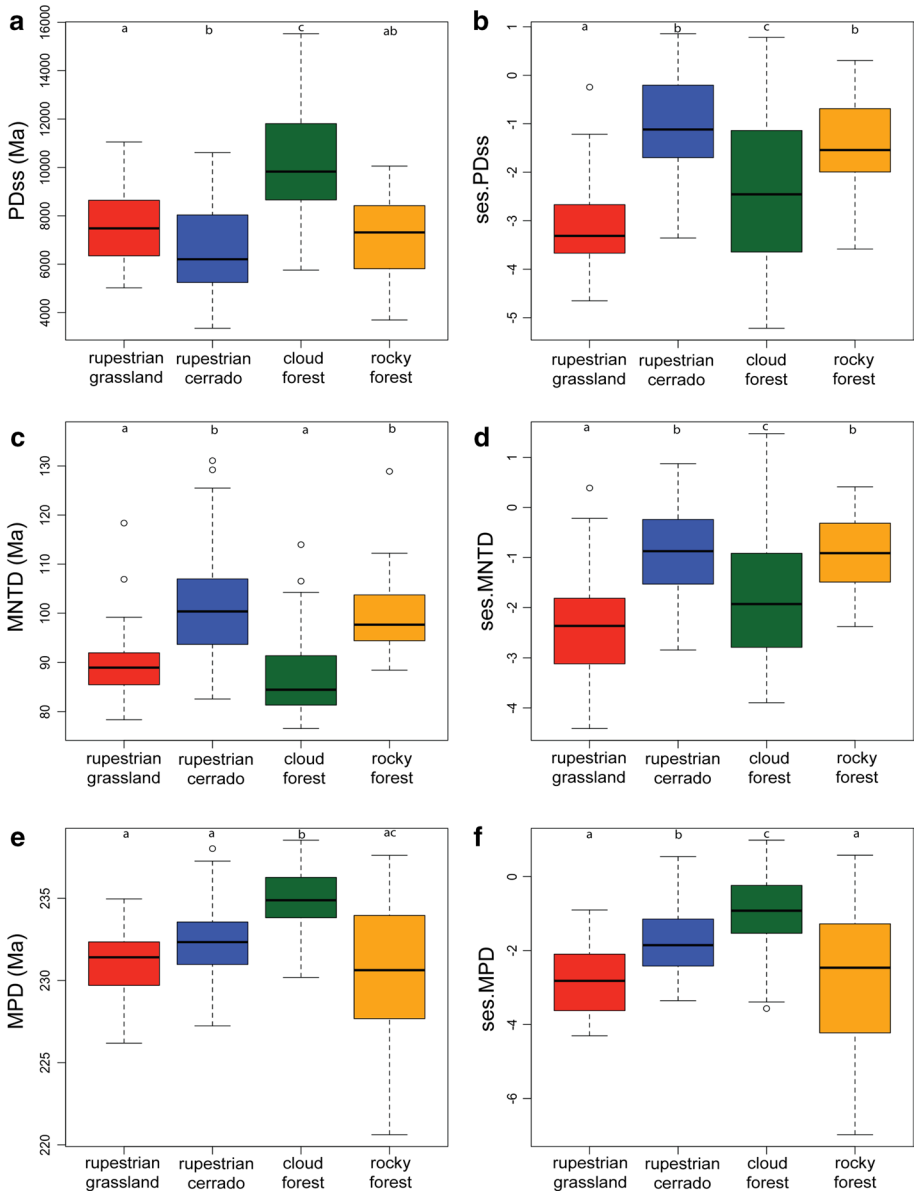 a
a b c ab
PDss (Ma)
16000
14000
12000
10000
8000
6000
4000
rupestrian grassland
rupestrian cerrado
cloud forest
rocky forest
b
a b c b
ses.PDss
0
-1
-2
-3
-4
-5
rupestrian grassland
rupestrian cerrado
cloud forest
rocky forest
c
a b a b
MNTD (Ma)
130
120
110
100
90
80
rupestrian grassland
rupestrian cerrado
cloud forest
rocky forest
d
a b c b
ses.MNTD
1
0
-1
-2
-3
-4
rupestrian grassland
rupestrian cerrado
cloud forest
rocky forest
e
a a b ac
MPD (Ma)
235
230
225
220
rupestrian grassland
rupestrian cerrado
cloud forest
rocky forest
f
a b c a
ses.MPD
0
-2
-4
-6
rupestrian grassland
rupestrian cerrado
cloud forest
rocky forest